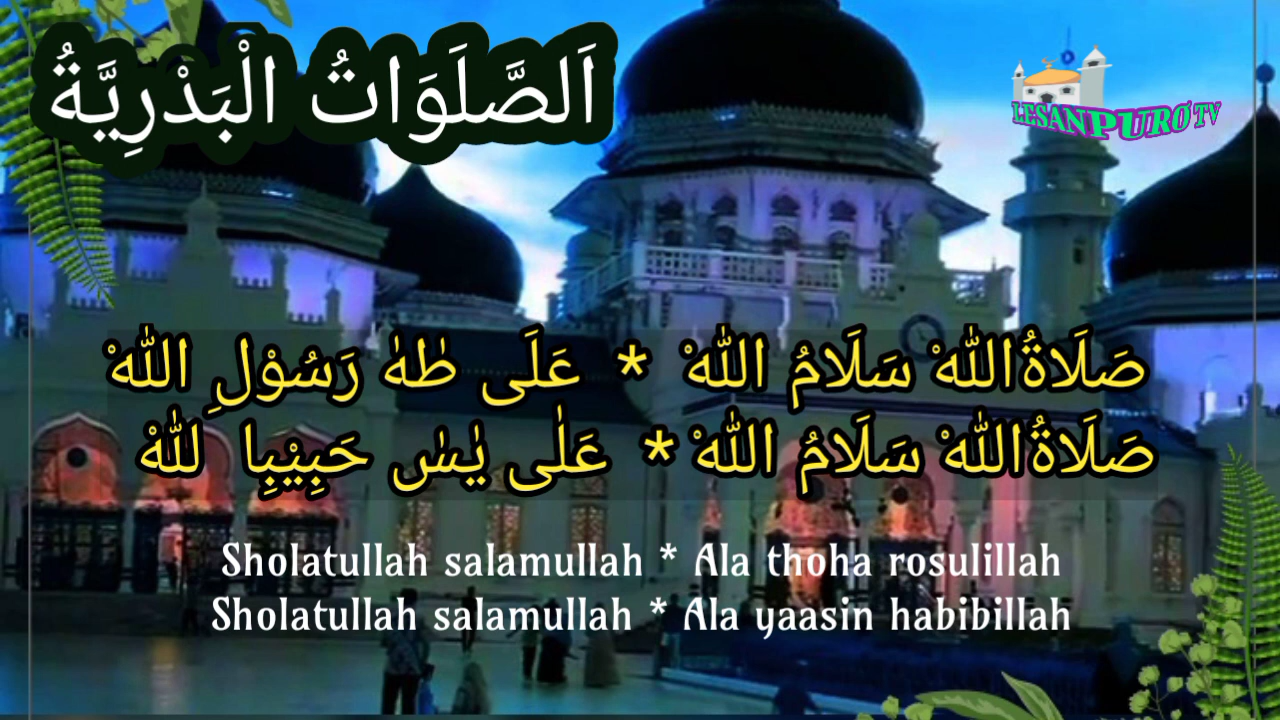 اَلصَّلَوَاتُ الْبَدْرِيَّةُ
LESANPURO TV
صَلَاةُاللّٰهْ سَلَامُ اللّٰهْ * عَلَى طٰهٰ رَسُوْلِ اللّٰهْ
صَلَاةُاللّٰهْ سَلَامُ اللّٰهْ * عَلٰى يٰسٰ حَبِيْبِا للّٰهْ
Sholatullah salamullah * Ala thoha rosulillah
Sholatullah salamullah * Ala yaasin habibillah